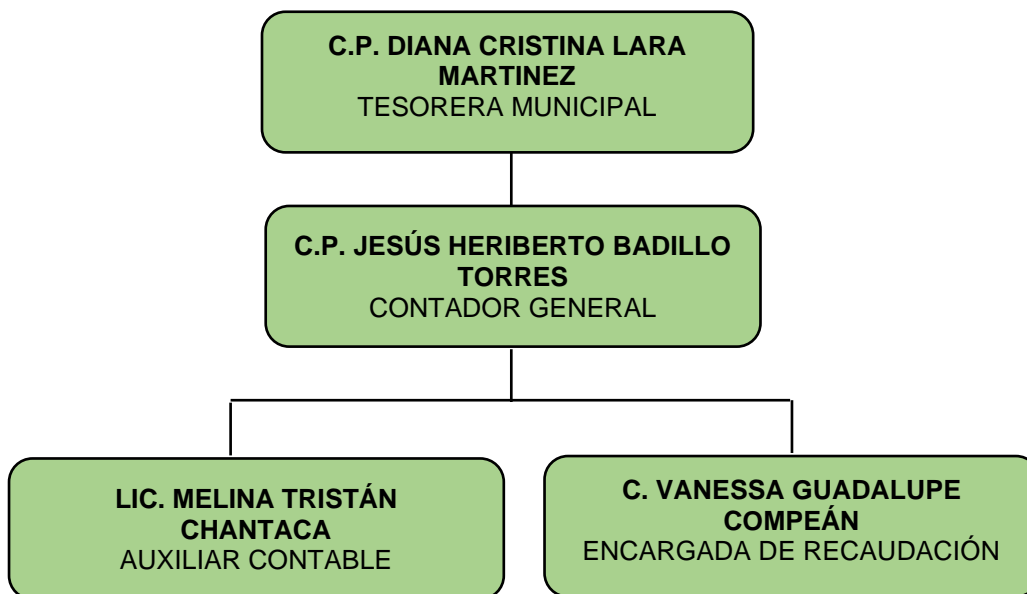 C.P. DIANA CRISTINA LARA
MARTINEZ
TESORERA MUNICIPAL
C.P. JESÚS HERIBERTO BADILLO
TORRES
CONTADOR GENERAL
LIC. MELINA TRISTÁN
CHANTACA
AUXILIAR CONTABLE
C. VANESSA GUADALUPE
COMPEÁN
ENCARGADA DE RECAUDACIÓN